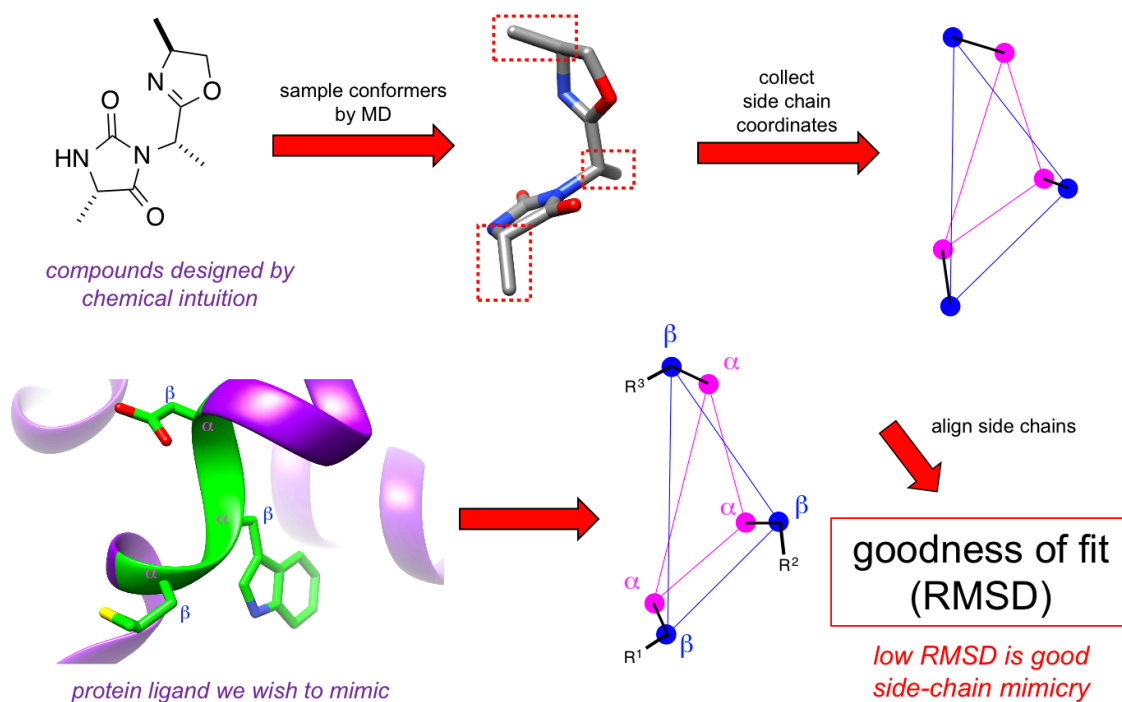 O
N
O
HN
N
O
compounds designed by
chemical intuition
sample conformers
by MD
collect
side chain
coordinates
β
α
α
β
α
β
protein ligand we wish to mimic
β
α
R³
α
β
R²
α
R¹
β
align side chains
goodness of fit
(RMSD)
low RMSD is good
side-chain mimicry